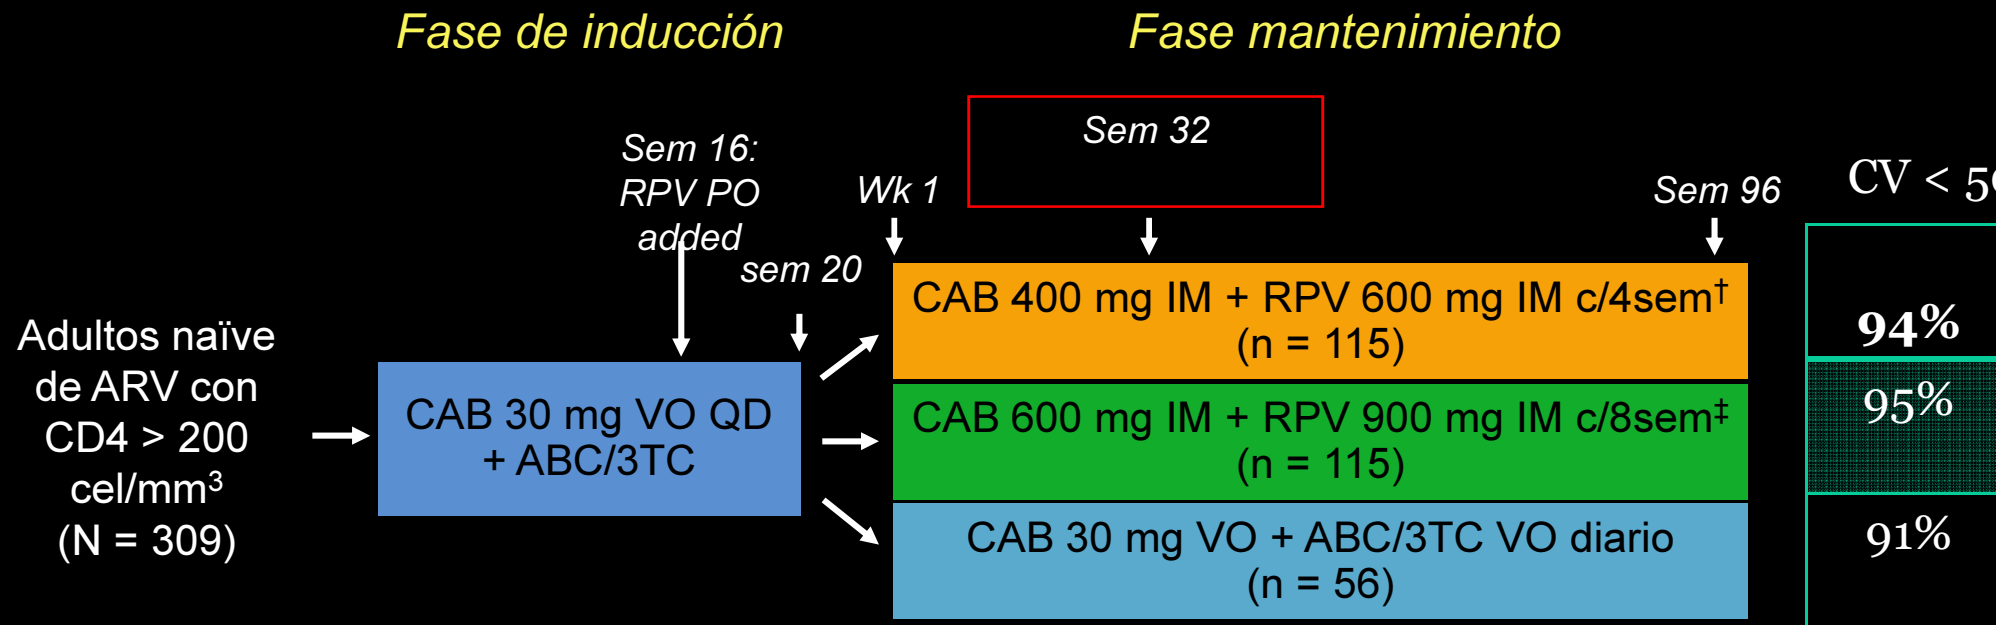 Fase de inducción
Fase mantenimiento
Sem 16:
RPV PO
added
sem 20
Wk 1
Sem 32
Sem 96
CV < 5
Adultos naïve
de ARV con
CD4 > 200
cel/mm³
(N = 309)
CAB 30 mg VO QD
+ ABC/3TC
CAB 400 mg IM + RPV 600 mg IM c/4sem†
(n = 115)
CAB 600 mg IM + RPV 900 mg IM c/8sem‡
(n = 115)
CAB 30 mg VO + ABC/3TC VO diario
(n = 56)
94%
95%
91%